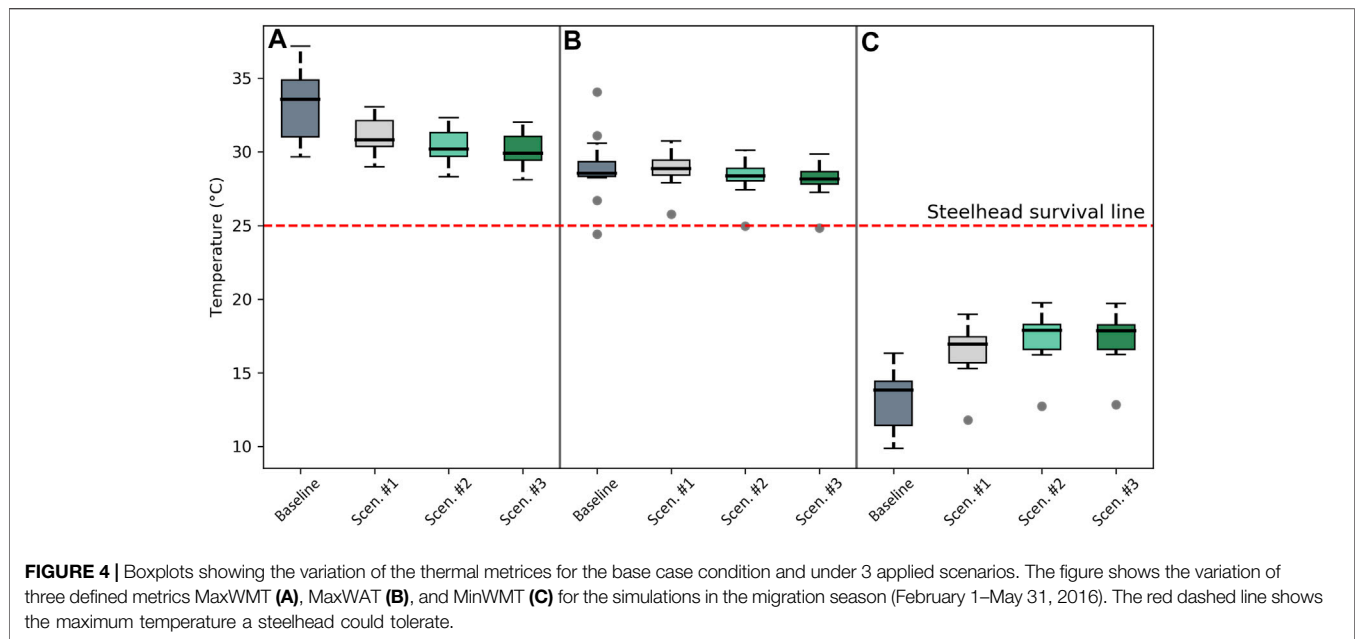 A
B
C
35
30
25
20
15
10
Temperature (°C)
Steelhead survival line
Baseline
Scen. #1
Scen. #2
Scen. #3
Baseline
Scen. #1
Scen. #2
Scen. #3
Baseline
Scen. #1
Scen. #2
Scen. #3
FIGURE 4 | Boxplots showing the variation of the thermal metrices for the base case condition and under 3 applied scenarios. The figure shows the variation of
three defined metrics MaxWMT (A), MaxWAT (B), and MinWMT (C) for the simulations in the migration season (February 1–May 31, 2016). The red dashed line shows
the maximum temperature a steelhead could tolerate.